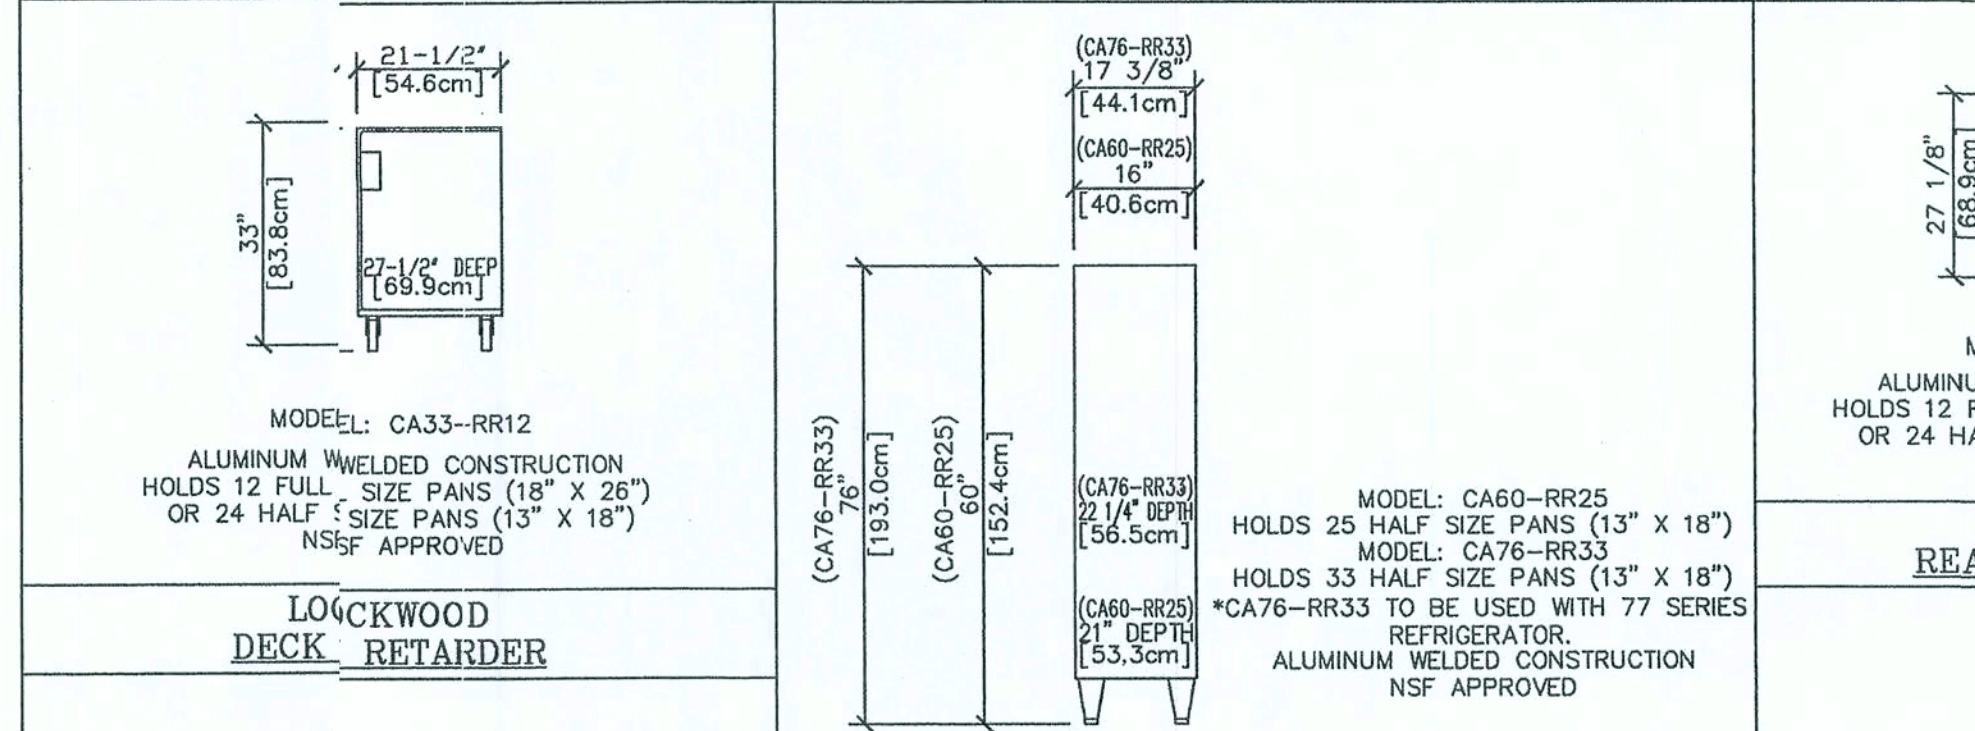 21-1/2"
[54.6cm]
33"
[83.8cm]
27-1/2" DEEP
[69.9cm]
MODEL: CA33--RR12
ALUMINUM WELDED CONSTRUCTION
HOLDS 12 FULL SIZE PANS (18" X 26")
OR 24 HALF SIZE PANS (13" X 18")
NSF APPROVED
LOCKWOOD
DECK RETARDER
(CA76-RR33)
17 3/8"
[44.1cm]
(CA60-RR25)
16"
[40.6cm]
(CA76-RR33)
76"
[193.0cm]
(CA60-RR25)
60"
[152.4cm]
(CA76-RR33)
22 1/4" DEPTH
[56.5cm]
(CA60-RR25)
21" DEPTH
[53,3cm]
MODEL: CA60-RR25
HOLDS 25 HALF SIZE PANS (13" X 18")
MODEL: CA76-RR33
HOLDS 33 HALF SIZE PANS (13" X 18")
*CA76-RR33 TO BE USED WITH 77 SERIES
REFRIGERATOR.
ALUMINUM WELDED CONSTRUCTION
NSF APPROVED
27 1/8"
[68.9cm]
ALUMINU
HOLDS 12 F
OR 24 HA
REA